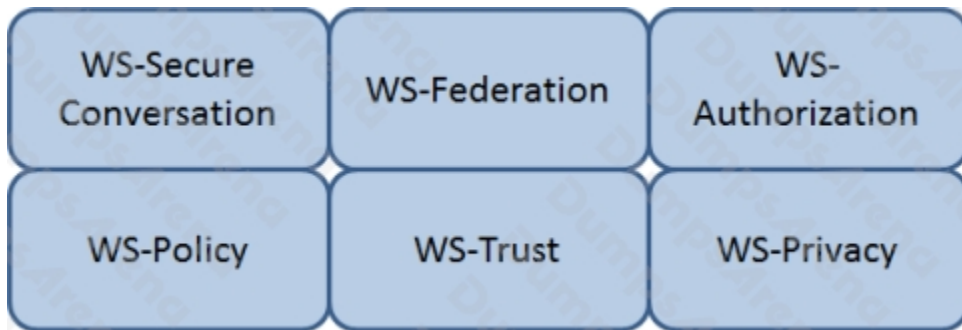 WS-Secure
Conversation
WS-Federation
WS-
Authorization
WS-Policy
WS-Trust
WS-Privacy